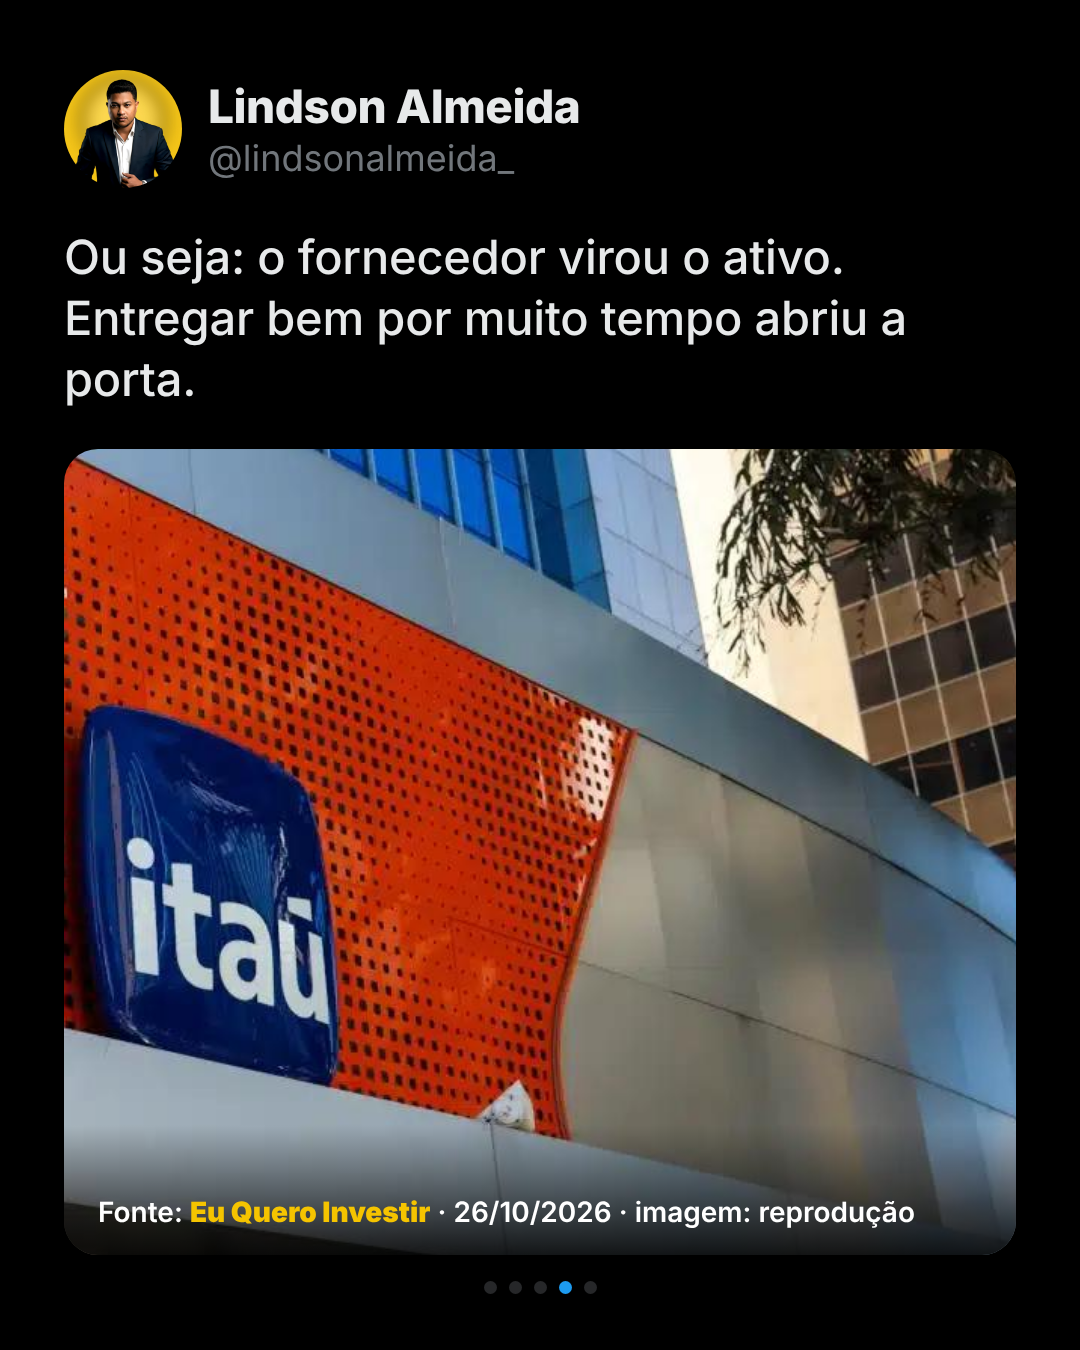 Lindson Almeida
@lindsonalmeida_
Ou seja: o fornecedor virou o ativo.
Entregar bem por muito tempo abriu a
porta.
itaú
Fonte: Eu Quero Investir · 26/10/2026 · imagem: reprodução